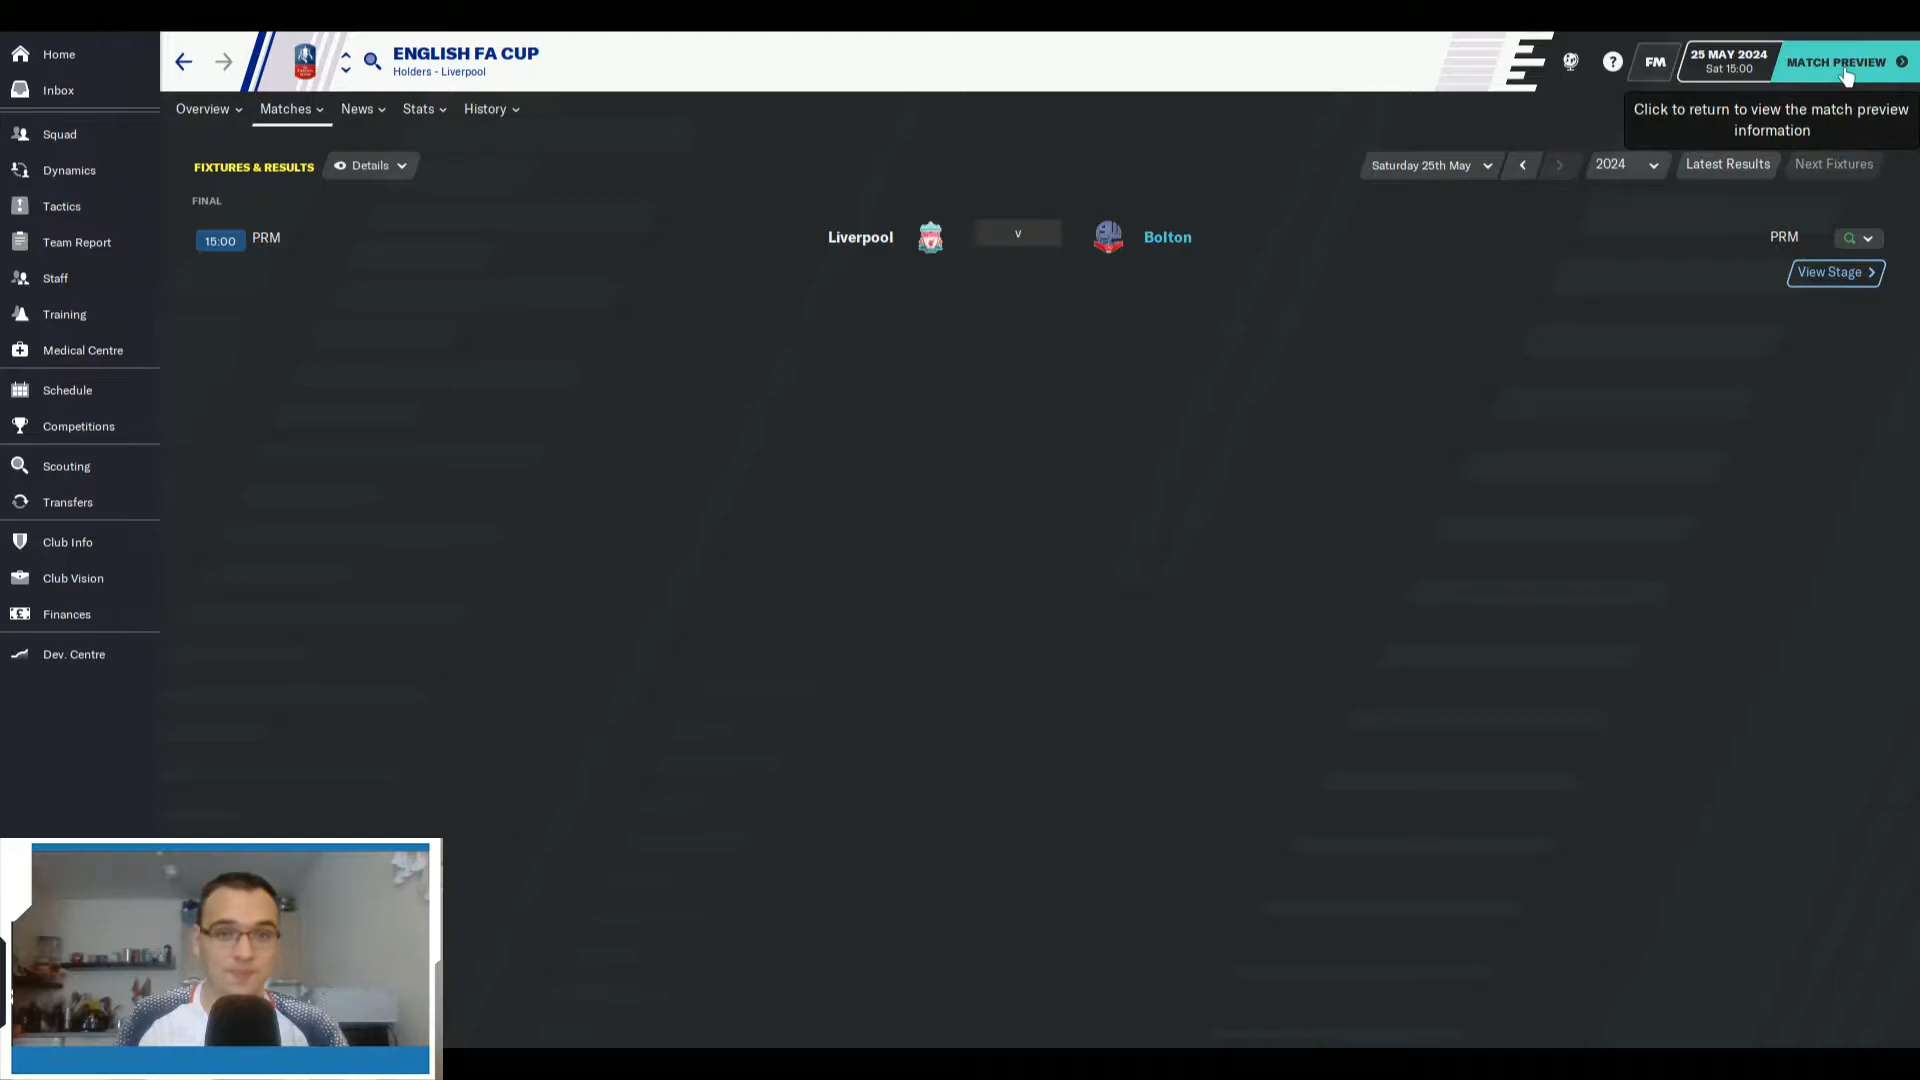 Home
Inbox
Squad
Dynamics
Tactics
Team Report
Staff
Training
Medical Centre
Schedule
Competitions
Scouting
Transfers
Club Info
Club Vision
Finances
Dev. Centre
ENGLISH FA CUP
Holders - Liverpool
? FM 25 MAY 2024 MATCH PREVIEW
Sat 15:00
Overview Matches News Stats History
Click to return to view the match preview
information
FIXTURES & RESULTS Details Saturday 25th May 2024 Latest Results Next Fixtures
FINAL
15:00 PRM Liverpool v Bolton PRM
View Stage